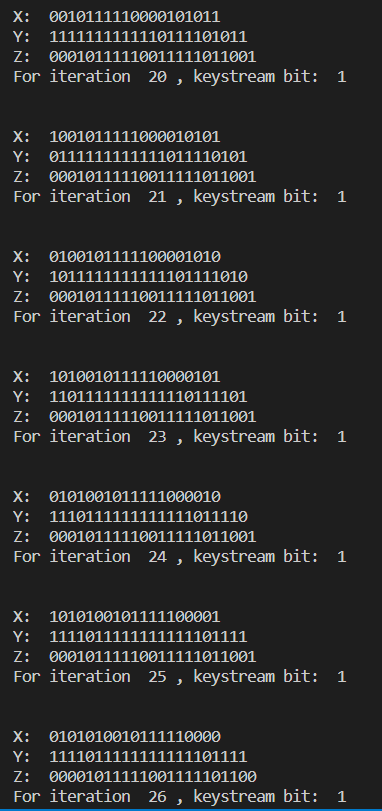 X:  0010111110000101011
Y:  1111111111110111101011
Z:  00010111110011111011001
For iteration  20 , keystream bit:  1
X:  1001011111000010101
Y:  0111111111111011110101
Z:  00010111110011111011001
For iteration  21 , keystream bit:  1
X:  0100101111100001010
Y:  1011111111111101111010
Z:  00010111110011111011001
For iteration  22 , keystream bit:  1
X:  1010010111110000101
Y:  1101111111111110111101
Z:  00010111110011111011001
For iteration  23 , keystream bit:  1
X:  0101001011111000010
Y:  1110111111111111011110
Z:  00010111110011111011001
For iteration  24 , keystream bit:  1
X:  1010100101111100001
Y:  1111011111111111101111
Z:  00010111110011111011001
For iteration  25 , keystream bit:  1
X:  0101010010111110000
Y:  1111011111111111101111
Z:  00001011111001111101100
For iteration  26 , keystream bit:  1